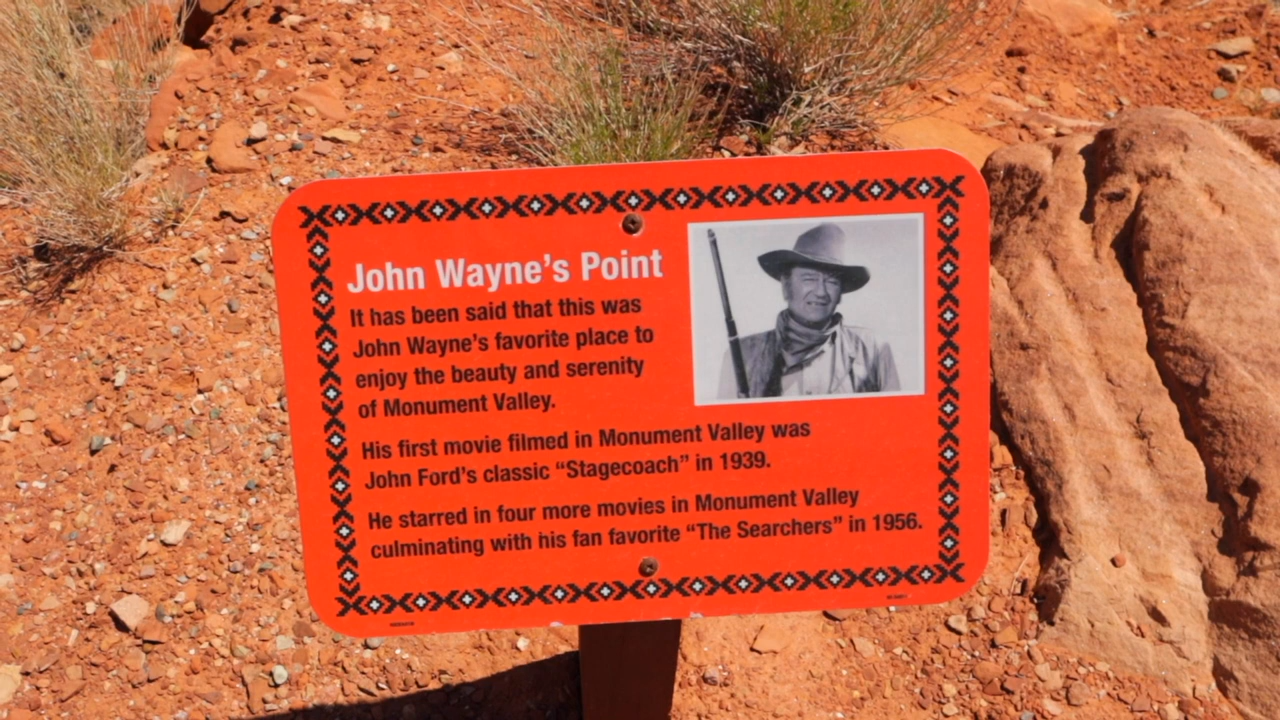 John Wayne's Point
It has been said that this was
John Wayne's favorite place to
enjoy the beauty and serenity
of Monument Valley.
His first movie filmed in Monument Valley was
John Ford's classic “Stagecoach” in 1939.
He starred in four more movies in Monument Valley
culminating with his fan favorite “The Searchers” in 1956.